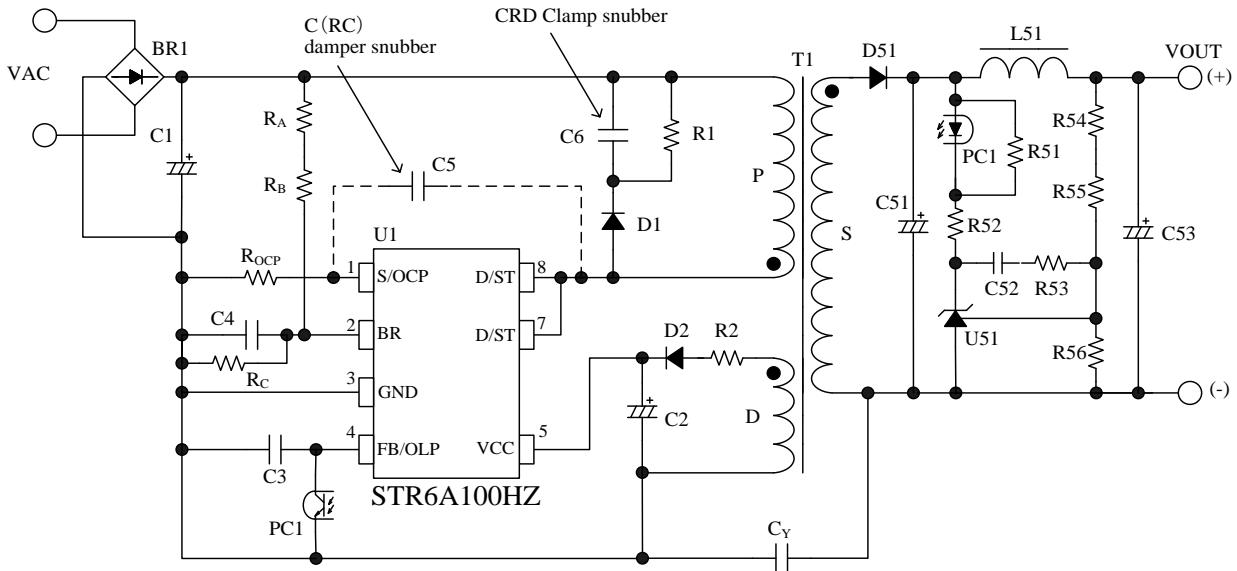 CRD Clamp snubber
C(RC)
damper snubber
BR1
VAC
C1
RA
RB
C5
C6
R1
D1
P
T1
S
D51
L51
VOUT
(+)
PC1
R51
R54
R55
R52
C51
C53
C52
R53
U51
R56
(-)
U1
ROCP
1
S/OCP
D/ST
8
C4
2
BR
D/ST
7
RC
3
GND
4
FB/OLP
VCC
5
C3
PC1
STR6A100HZ
D2
R2
C2
D
CY